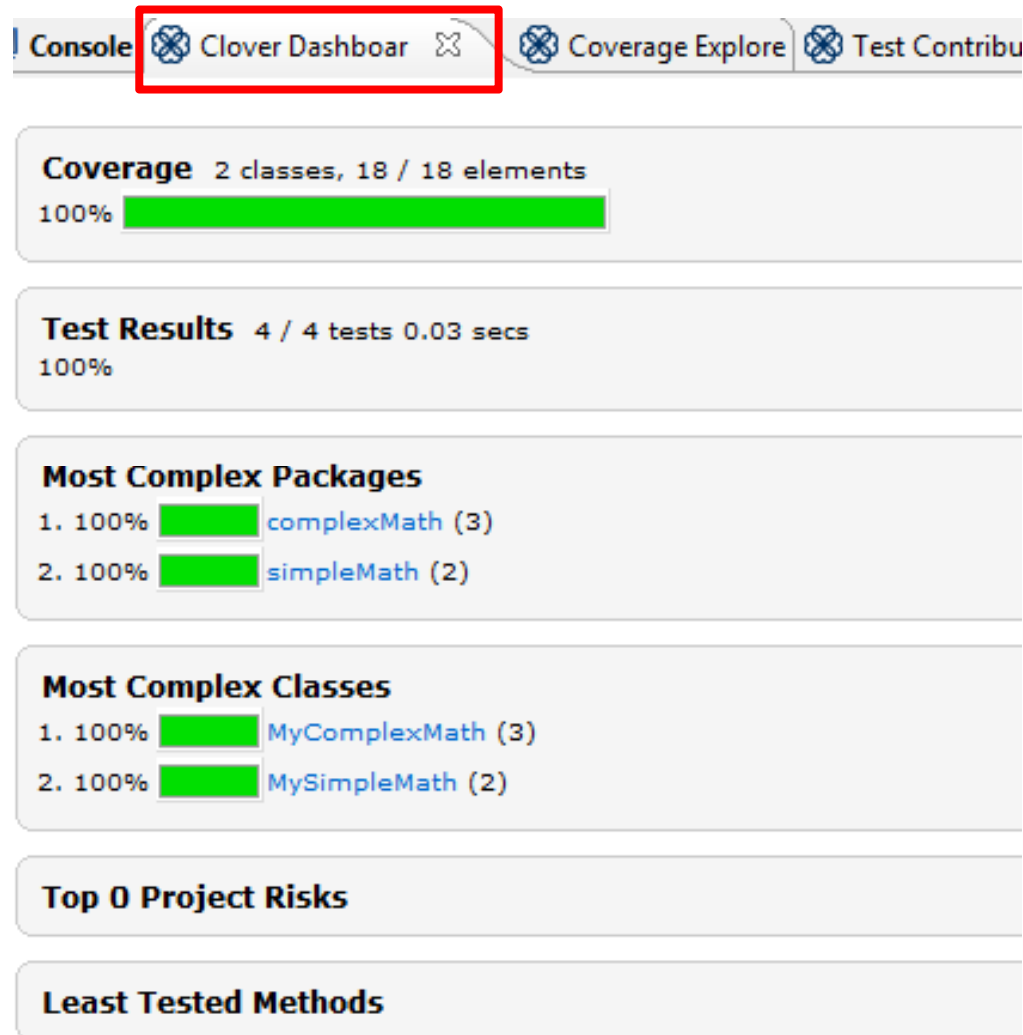 Console Clover Dashboar Coverage Explore Test Contribu
Coverage 2 classes, 18 / 18 elements
100%
Test Results 4 / 4 tests 0.03 secs
100%
Most Complex Packages
1. 100% complexMath (3)
2. 100% simpleMath (2)
Most Complex Classes
1. 100% MyComplexMath (3)
2. 100% MySimpleMath (2)
Top 0 Project Risks
Least Tested Methods